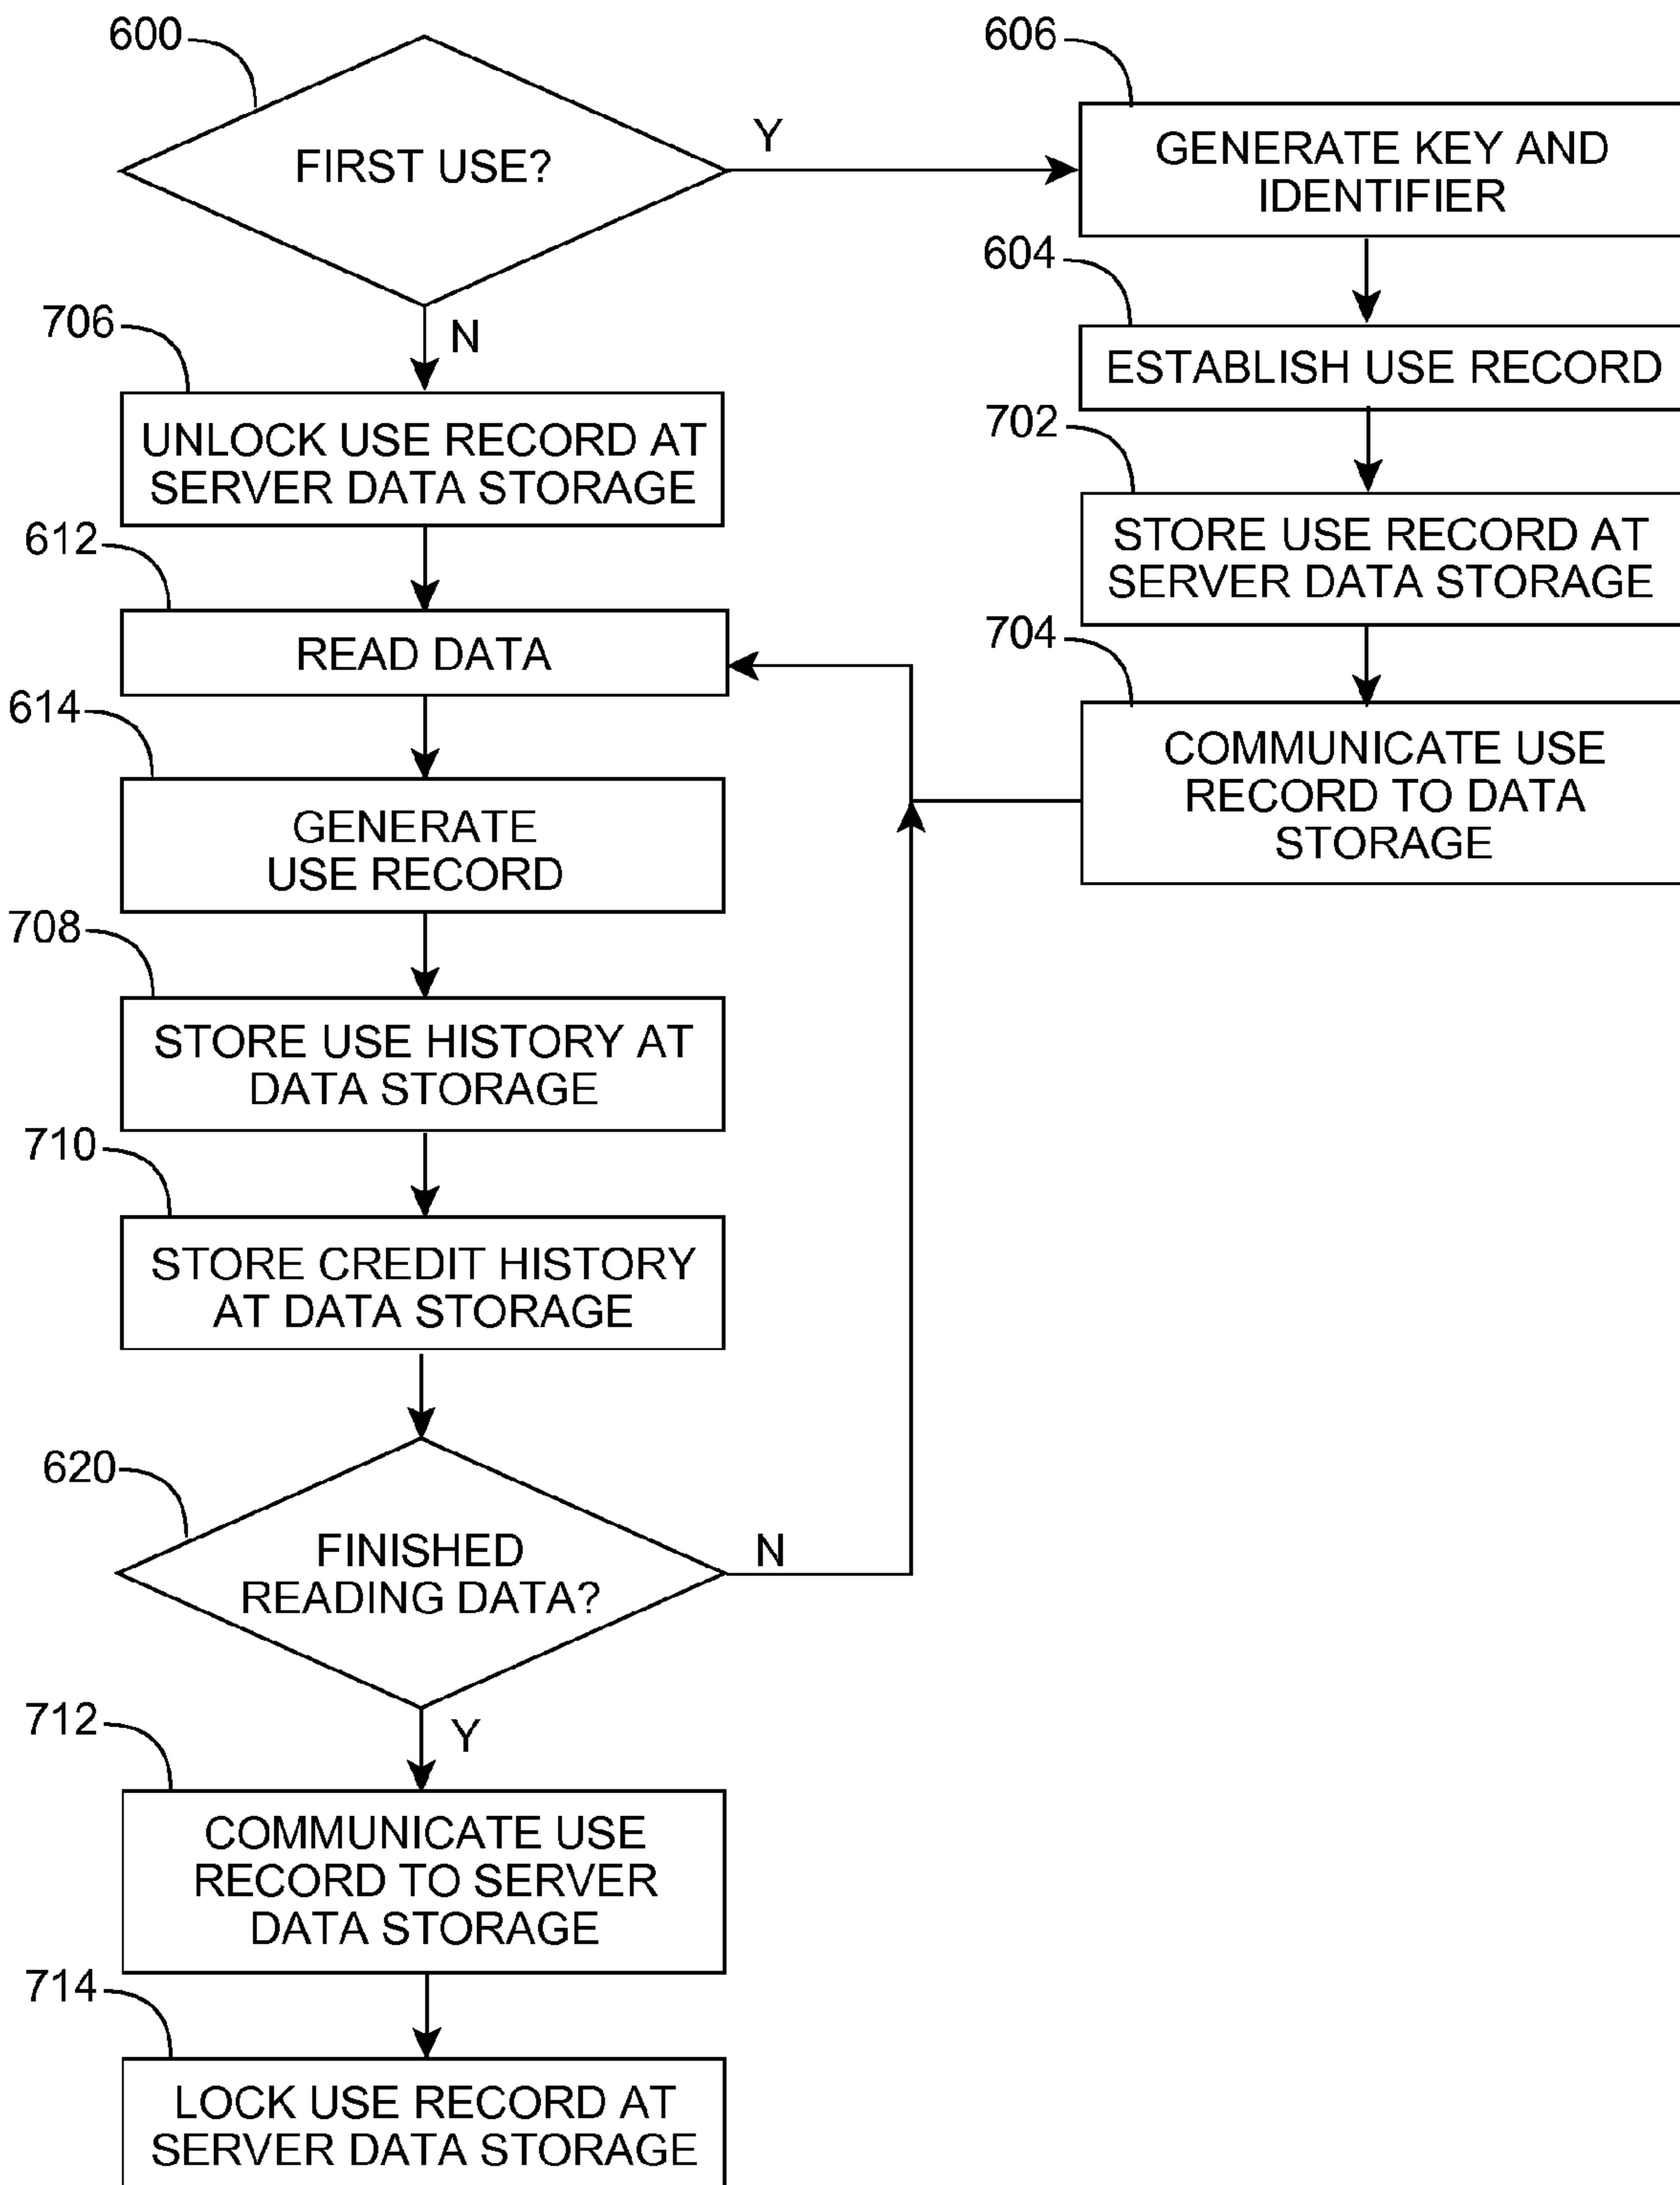 600
FIRST USE?
Y
N
606
GENERATE KEY AND
IDENTIFIER
604
ESTABLISH USE RECORD
702
STORE USE RECORD AT
SERVER DATA STORAGE
704
COMMUNICATE USE
RECORD TO DATA
STORAGE
706
UNLOCK USE RECORD AT
SERVER DATA STORAGE
612
READ DATA
614
GENERATE
USE RECORD
708
STORE USE HISTORY AT
DATA STORAGE
710
STORE CREDIT HISTORY
AT DATA STORAGE
620
FINISHED
READING DATA?
N
Y
712
COMMUNICATE USE
RECORD TO SERVER
DATA STORAGE
714
LOCK USE RECORD AT
SERVER DATA STORAGE